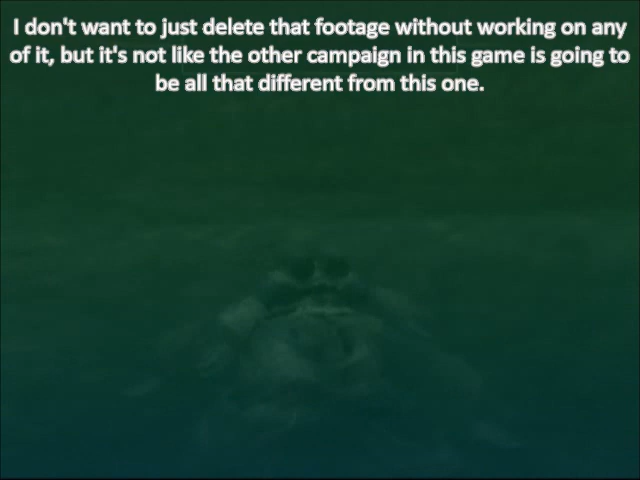 I don't want to just delete that footage without working on any
of it, but it's not like the other campaign in this game is going to
be all that different from this one.